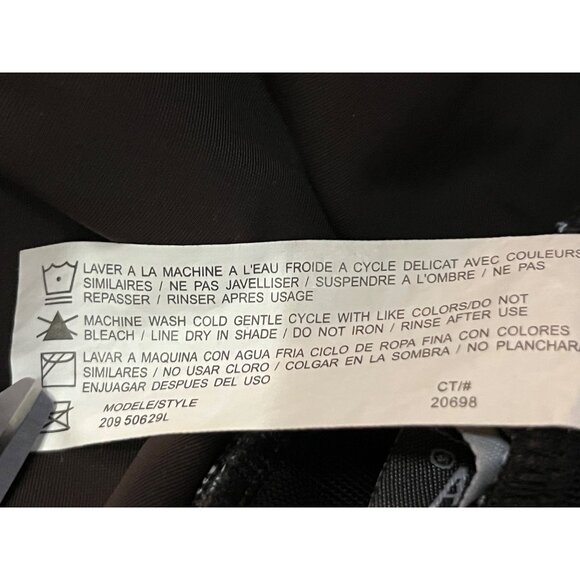 LAVER A LA MACHINE A L'EAU FROIDE A CYCLE DELICAT AVEC COULEURS
SIMILAIRES / NE PAS JAVELLISER / SUSPENDRE A L'OMBRE / NE PAS
REPASSER / RINSER APRES USAGE
MACHINE WASH COLD GENTLE CYCLE WITH LIKE COLORS/DO NOT
BLEACH / LINE DRY IN SHADE / DO NOT IRON / RINSE AFTER USE
LAVAR A MAQUINA CON AGUA FRIA CICLO DE ROPA FINA CON COLORES
SIMILARES / NO USAR CLORO / COLGAR EN LA SOMBRA / NO PLANCHAR
ENJUAGAR DESPUES DEL USO
MODELE/STYLE
209 50629L
CT/#
20698